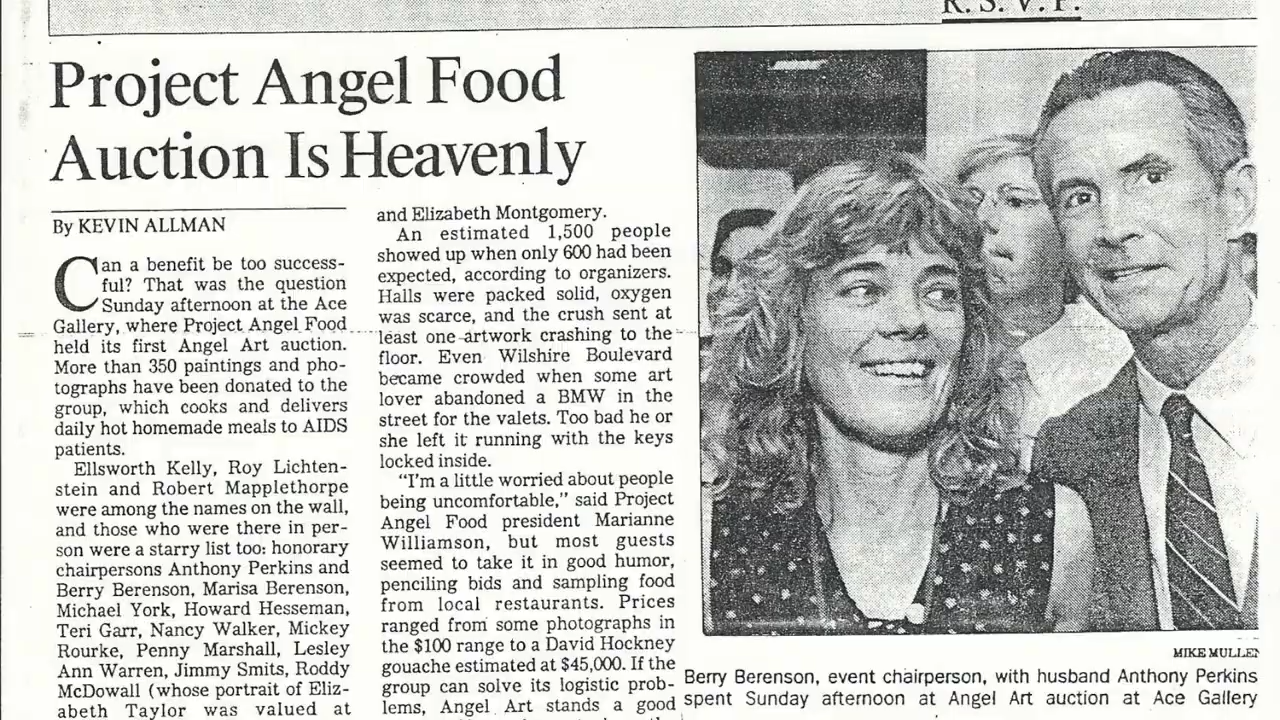 R. S. V. P.
Project Angel Food
Auction Is Heavenly
By KEVIN ALLMAN
Can a benefit be too success-
ful? That was the question
Sunday afternoon at the Ace
Gallery, where Project Angel Food
held its first Angel Art auction.
More than 350 paintings and pho-
tographs have been donated to the
group, which cooks and delivers
daily hot homemade meals to AIDS
patients.
Ellsworth Kelly, Roy Lichten-
stein and Robert Mapplethorpe
were among the names on the wall,
and those who were there in per-
son were a starry list too: honorary
chairpersons Anthony Perkins and
Berry Berenson, Marisa Berenson,
Michael York, Howard Hesseman,
Teri Garr, Nancy Walker, Mickey
Rourke, Penny Marshall, Lesley
Ann Warren, Jimmy Smits, Roddy
McDowall (whose portrait of Eliz-
abeth Taylor was valued at
and Elizabeth Montgomery.
An estimated 1,500 people
showed up when only 600 had been
expected, according to organizers.
Halls were packed solid, oxygen
was scarce, and the crush sent at
least one artwork crashing to the
floor. Even Wilshire Boulevard
became crowded when some art
lover abandoned a BMW in the
street for the valets. Too bad he or
she left it running with the keys
locked inside.
"I'm a little worried about people
being uncomfortable," said Project
Angel Food president Marianne
Williamson, but most guests
seemed to take it in good humor,
penciling bids and sampling food
from local restaurants. Prices
ranged from some photographs in
the $100 range to a David Hockney
gouache estimated at $45,000. If the
group can solve its logistic prob-
lems, Angel Art stands a good
MIKE MULLEN
Berry Berenson, event chairperson, with husband Anthony Perkins
spent Sunday afternoon at Angel Art auction at Ace Gallery